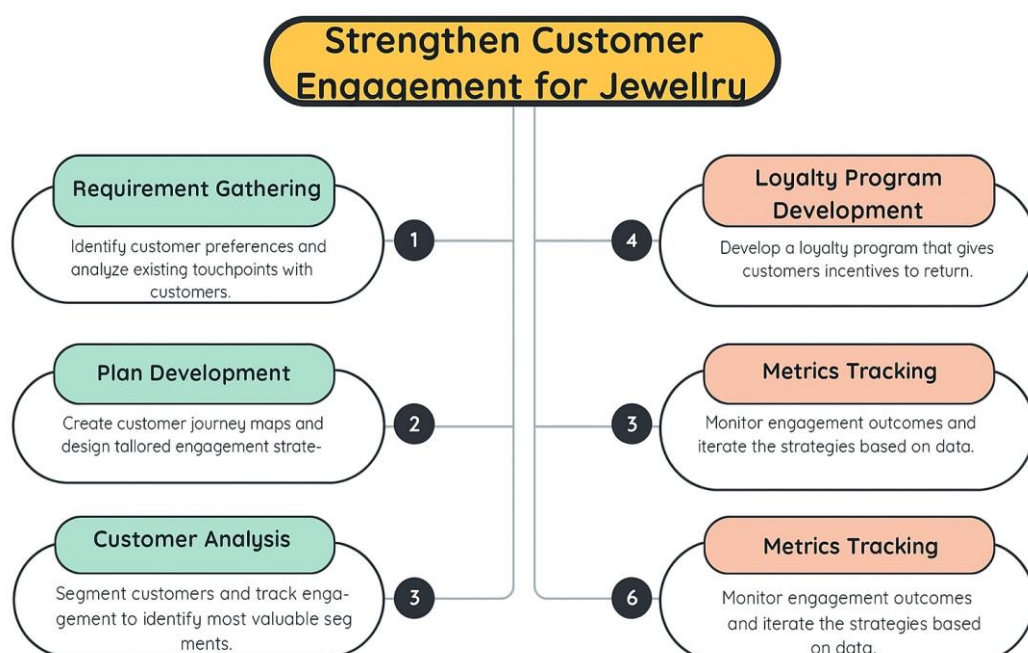 Strengthen Customer
Engagement for Jewellry
Requirement Gathering
1
Identify customer preferences and
analyze existing touchpoints with
customers.
Plan Development
2
Create customer journey maps and
design tailored engagement strate-
Customer Analysis
3
Segment customers and track enga-
gement to identify most valuable seg
ments.
Loyalty Program
Development
4
Develop a loyalty program that gives
customers incentives to return.
Metrics Tracking
3
Monitor engagement outcomes and
iterate the strategies based on data.
Metrics Tracking
6
Monitor engagement outcomes
and iterate the strategies based
on data.